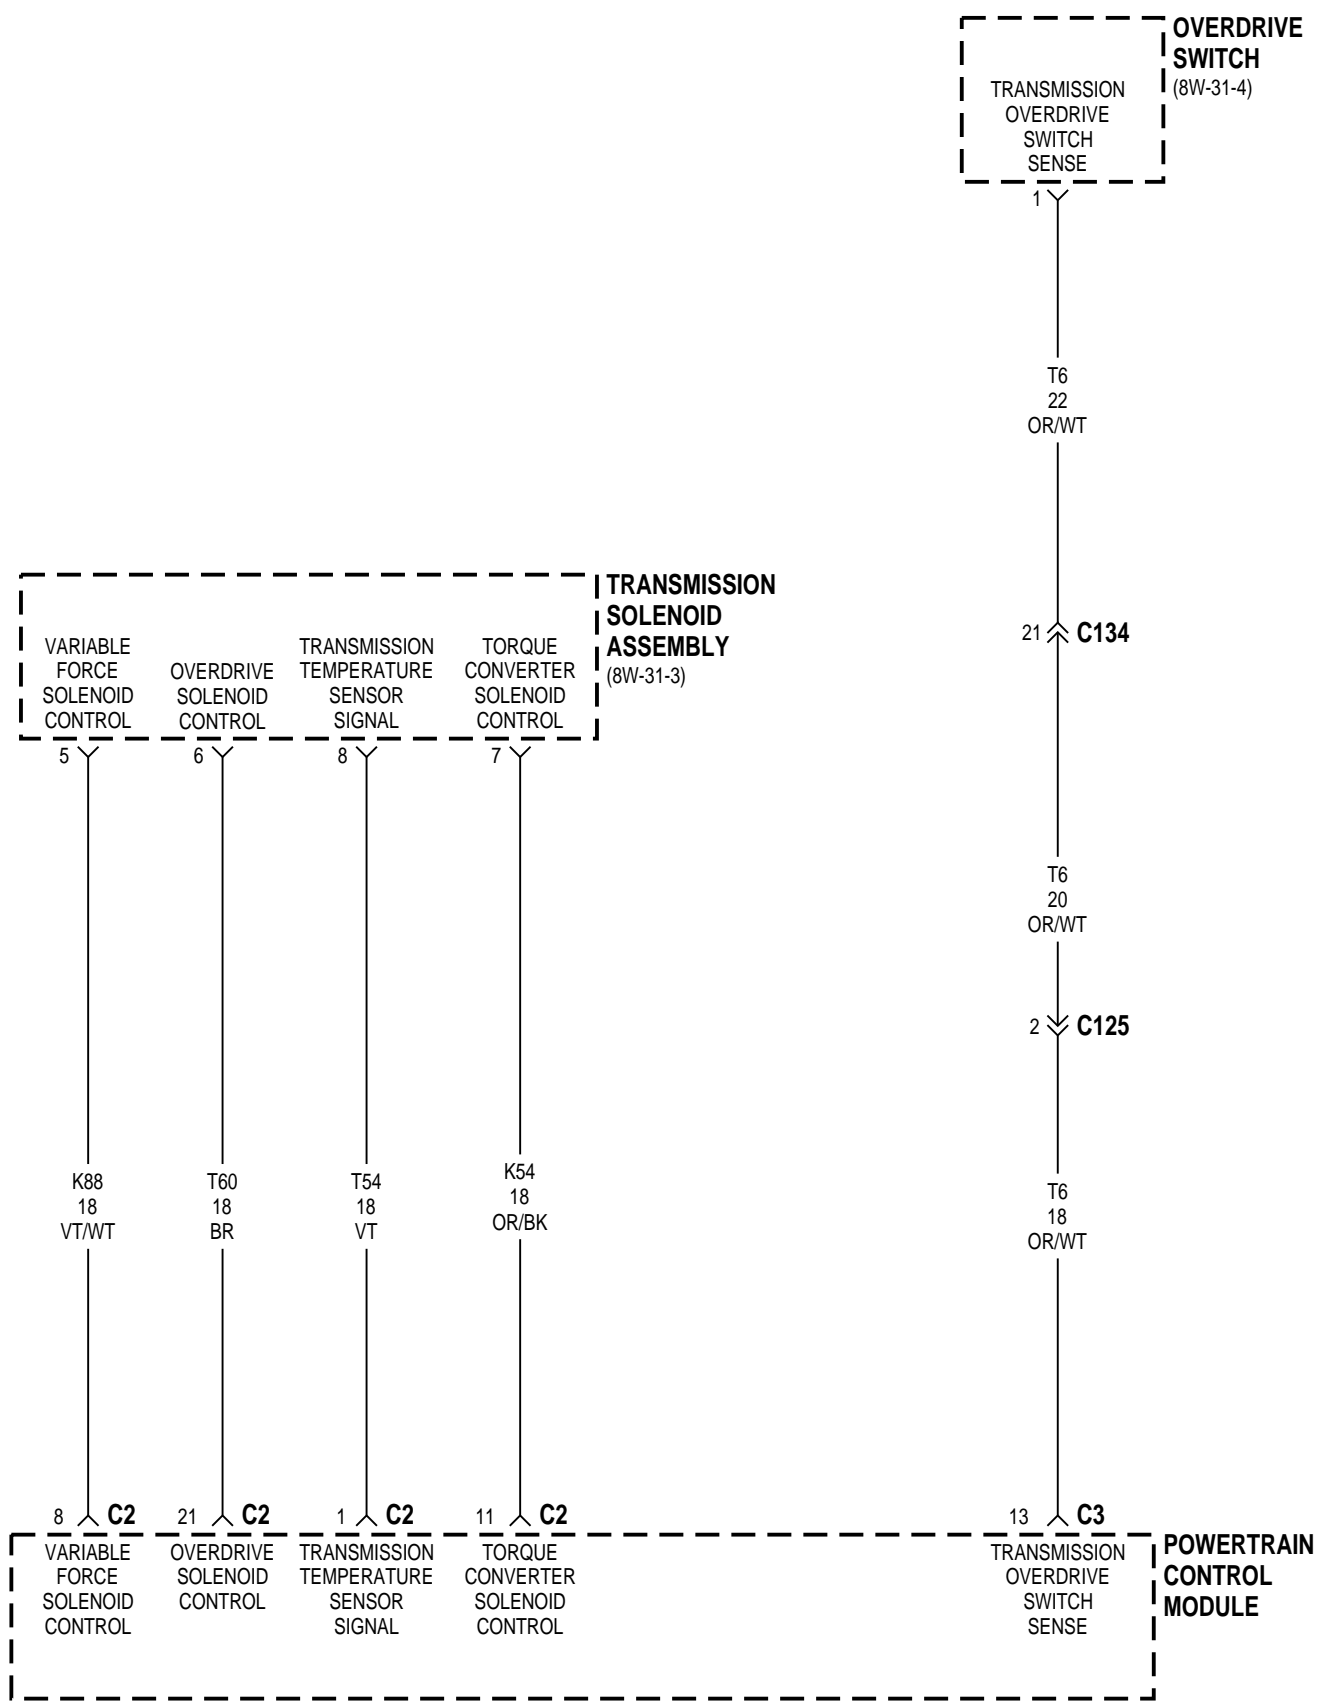 OVERDRIVE
SWITCH
(8W-31-4)
TRANSMISSION
OVERDRIVE
SWITCH
SENSE
1
T6
22
OR/WT
21 C134
TRANSMISSION
SOLENOID
ASSEMBLY
(8W-31-3)
VARIABLE
FORCE
SOLENOID
CONTROL
OVERDRIVE
SOLENOID
CONTROL
TRANSMISSION
TEMPERATURE
SENSOR
SIGNAL
TORQUE
CONVERTER
SOLENOID
CONTROL
5 6 8 7
T6
20
OR/WT
2 C125
K88
18
VT/WT
T60
18
BR
T54
18
VT
K54
18
OR/BK
T6
18
OR/WT
8 C2 21 C2 1 C2 11 C2 13 C3
VARIABLE
FORCE
SOLENOID
CONTROL
OVERDRIVE
SOLENOID
CONTROL
TRANSMISSION
TEMPERATURE
SENSOR
SIGNAL
TORQUE
CONVERTER
SOLENOID
CONTROL
TRANSMISSION
OVERDRIVE
SWITCH
SENSE
POWERTRAIN
CONTROL
MODULE